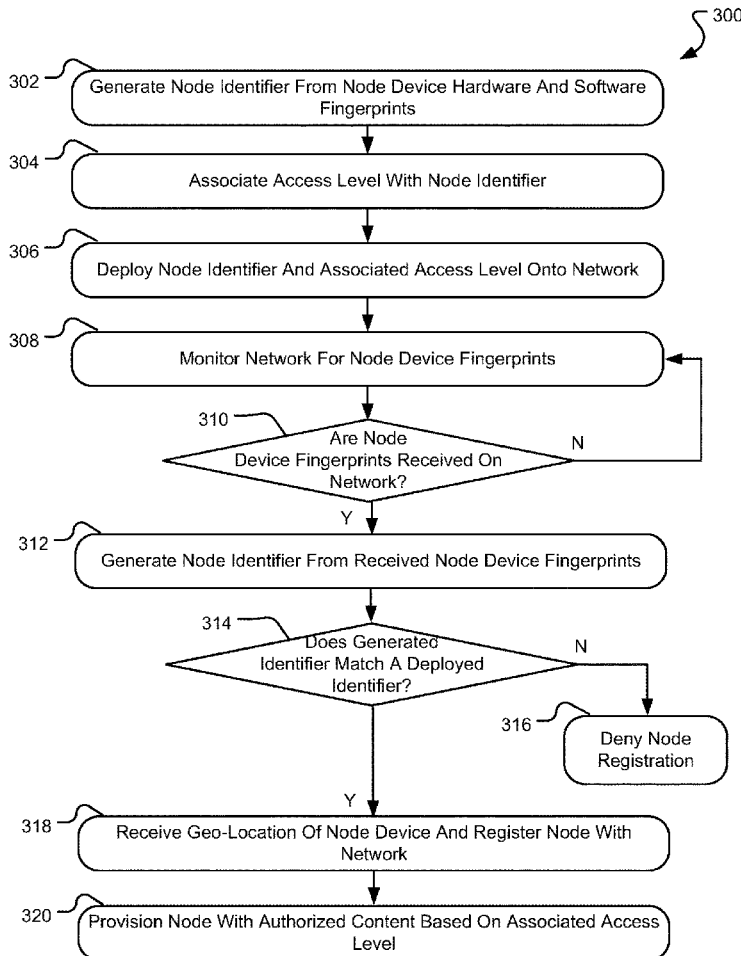 300
302
Generate Node Identifier From Node Device Hardware And Software
Fingerprints
304
Associate Access Level With Node Identifier
306
Deploy Node Identifier And Associated Access Level Onto Network
308
Monitor Network For Node Device Fingerprints
310
Are Node
Device Fingerprints Received On
Network?
N
Y
312
Generate Node Identifier From Received Node Device Fingerprints
314
Does Generated
Identifier Match A Deployed
Identifier?
N
316
Deny Node
Registration
Y
318
Receive Geo-Location Of Node Device And Register Node With
Network
320
Provision Node With Authorized Content Based On Associated Access
Level